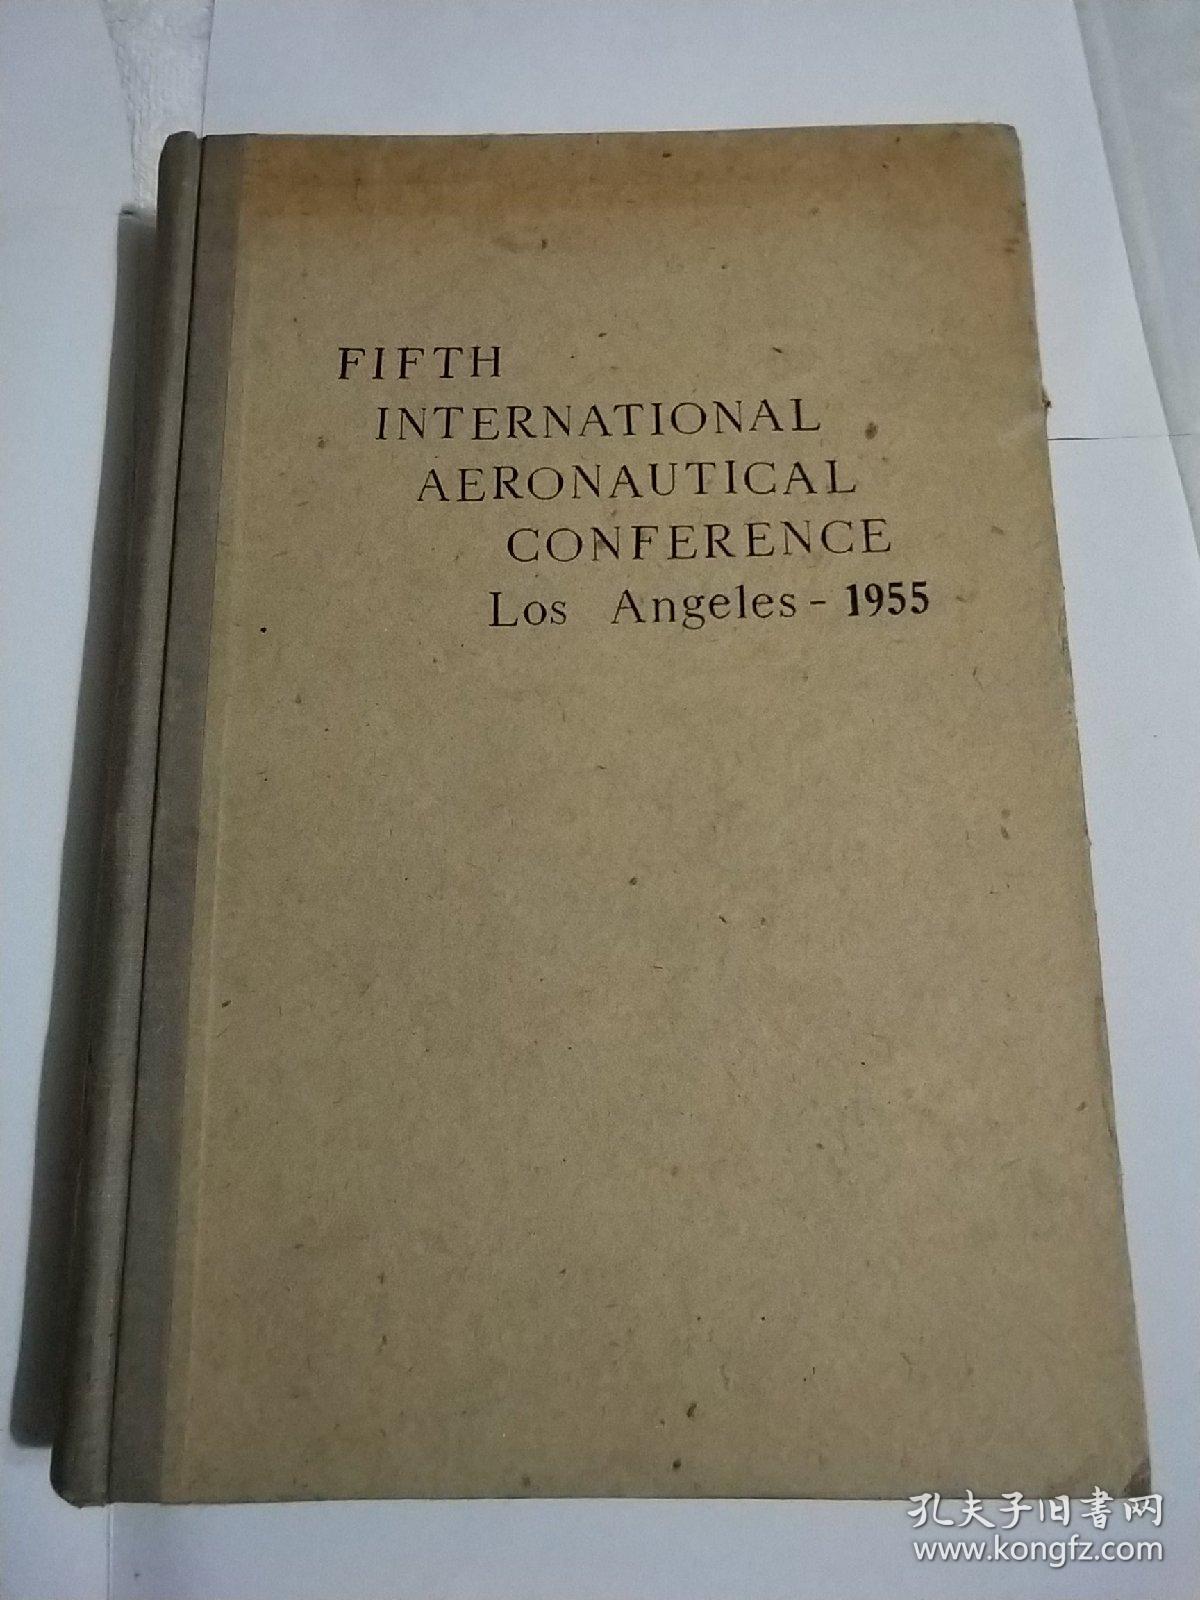 FIFTH
INTERNATIONAL
AERONAUTICAL
CONFERENCE
Los Angeles - 1955
孔夫子旧书网
www.kongfz.com